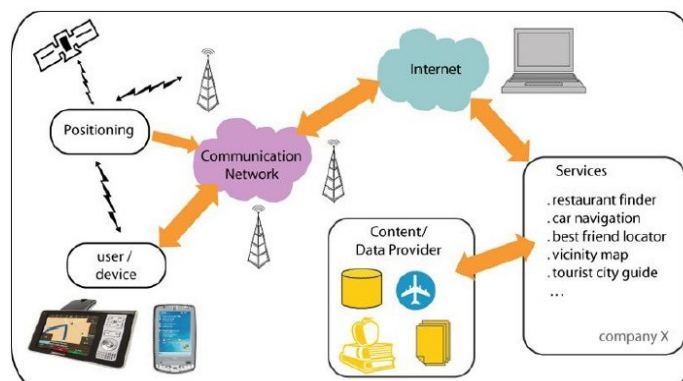 Internet
Positioning
Communication
Network
Services
.restaurant finder
.car navigation
.best friend locator
.vicinity map
.tourist city guide
...
Content/
Data Provider
user /
device
company X